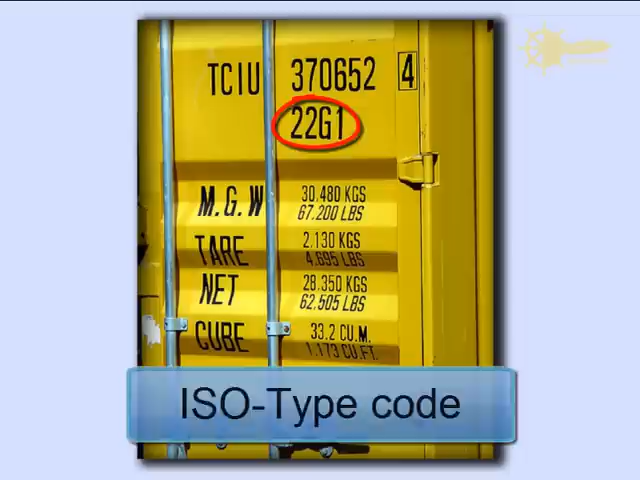 TCIU 370652 4
22G1
M.G.W 30.480 KGS
67.200 LBS
TARE 2.130 KGS
4.695 LBS
NET 28.350 KGS
62.505 LBS
CUBE 33.2 CU.M.
1.173 CU.FT.
ISO-Type code